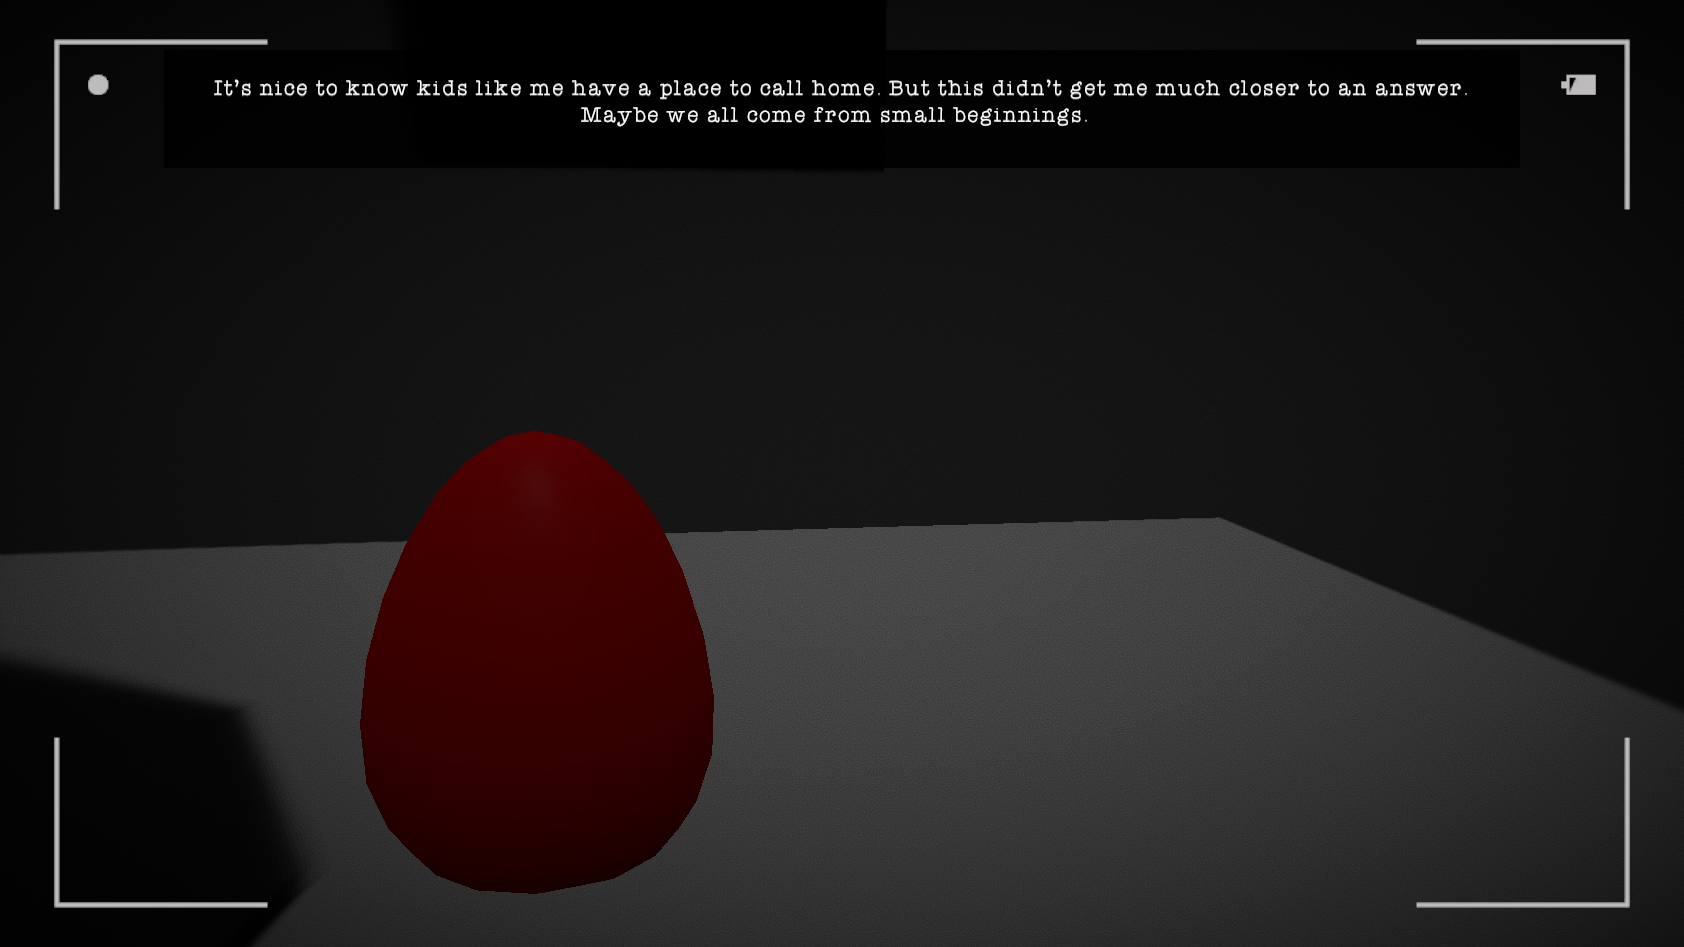 It's nice to know kids like me have a place to call home. But this didn't get me much closer to an answer.
Maybe we all come from small beginnings.